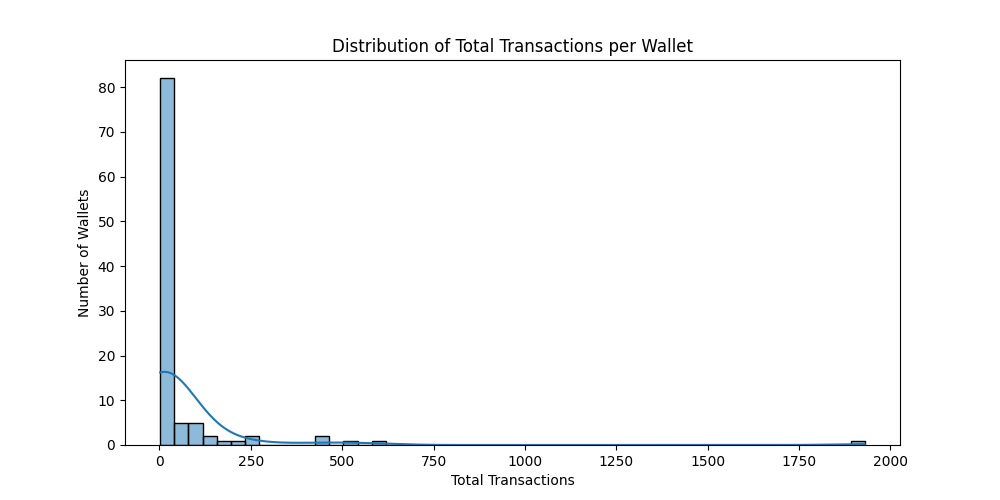 Distribution of Total Transactions per Wallet
80
70
60
50
40
30
20
10
0
Number of Wallets
0 250 500 750 1000 1250 1500 1750 2000
Total Transactions